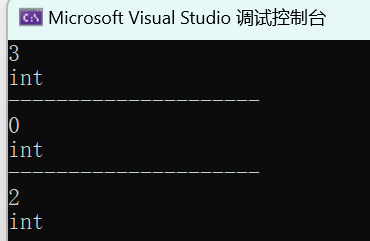 C:\ Microsoft Visual Studio 调试控制台
3
int
---------------------
0
int
---------------------
2
int